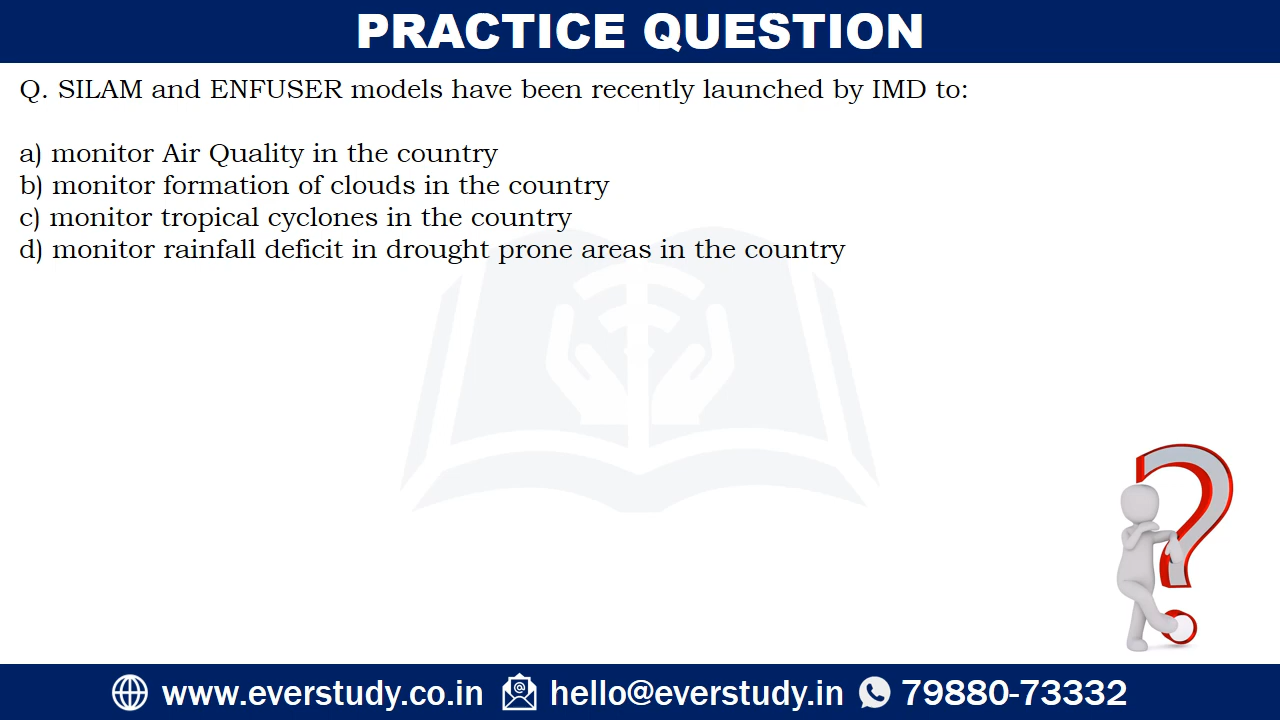 PRACTICE QUESTION
Q. SILAM and ENFUSER models have been recently launched by IMD to:
a) monitor Air Quality in the country
b) monitor formation of clouds in the country
c) monitor tropical cyclones in the country
d) monitor rainfall deficit in drought prone areas in the country
www.everstudy.co.in hello@everstudy.in 79880-73332